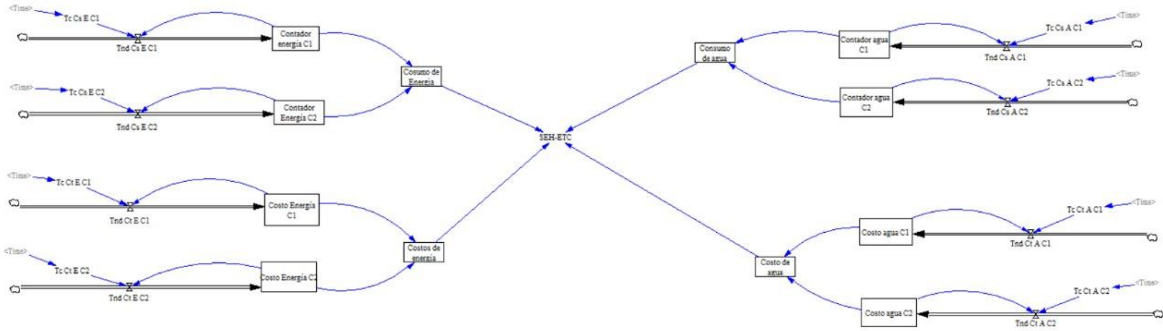 <Time>
Tc Cs E C1
Tnd Cs E C1
Contador
energía C1
<Time>
Tc Cs E C2
Tnd Cs E C2
Contador
Energía C2
Cosumo de
Energía
<Time>
Tc Ct E C1
Tnd Ct E C1
Costo Energía
C1
<Time>
Tc Ct E C2
Tnd Ct E C2
Costo Energía C2
Costos de
energía
SEH-ETC
Consumo
de agua
Contador agua
C1
Tnd Cs A C1
Tc Cs A C1
<Time>
Contador agua
C2
Tnd Cs A C2
Tc Cs A C2
<Time>
Costo de
agua
Costo agua C1
Tnd Ct A C1
Tc Ct A C1
<Time>
Costo agua C2
Tnd Ct A C2
Tc Ct A C2
<Time>